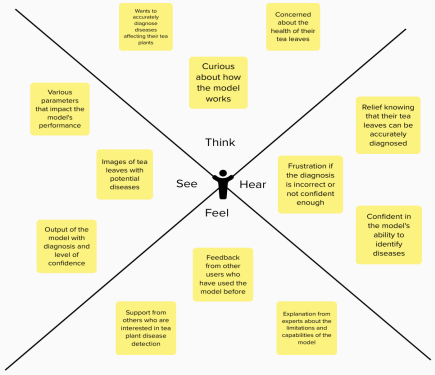 Wants to
accurately
diagnose
diseases
affecting their tea
plants
Concerned
about the
health of their
tea leaves
Curious
about how
the model
works
Various
parameters
that impact the
model's
performance
Relief knowing
that their tea
leaves can be
accurately
diagnosed
Think
Images of tea
leaves with
potential
diseases
See
Hear
Frustration if
the diagnosis
is incorrect or
not confident
enough
Feel
Output of the
model with
diagnosis and
level of
confidence
Confident in
the model's
ability to
identify
diseases
Feedback
from other
users who
have used the
model before
Support from
others who are
interested in tea
plant disease
detection
Explanation from
experts about the
limitations and
capabilities of the
model